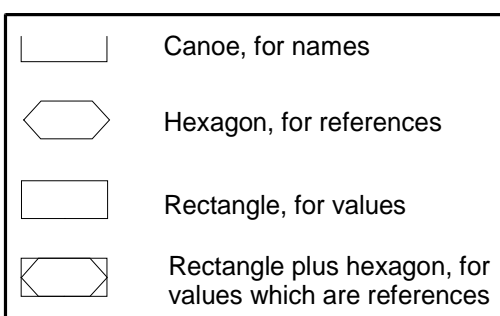 Canoe, for names
Hexagon, for references
Rectangle, for values
Rectangle plus hexagon, for
values which are references